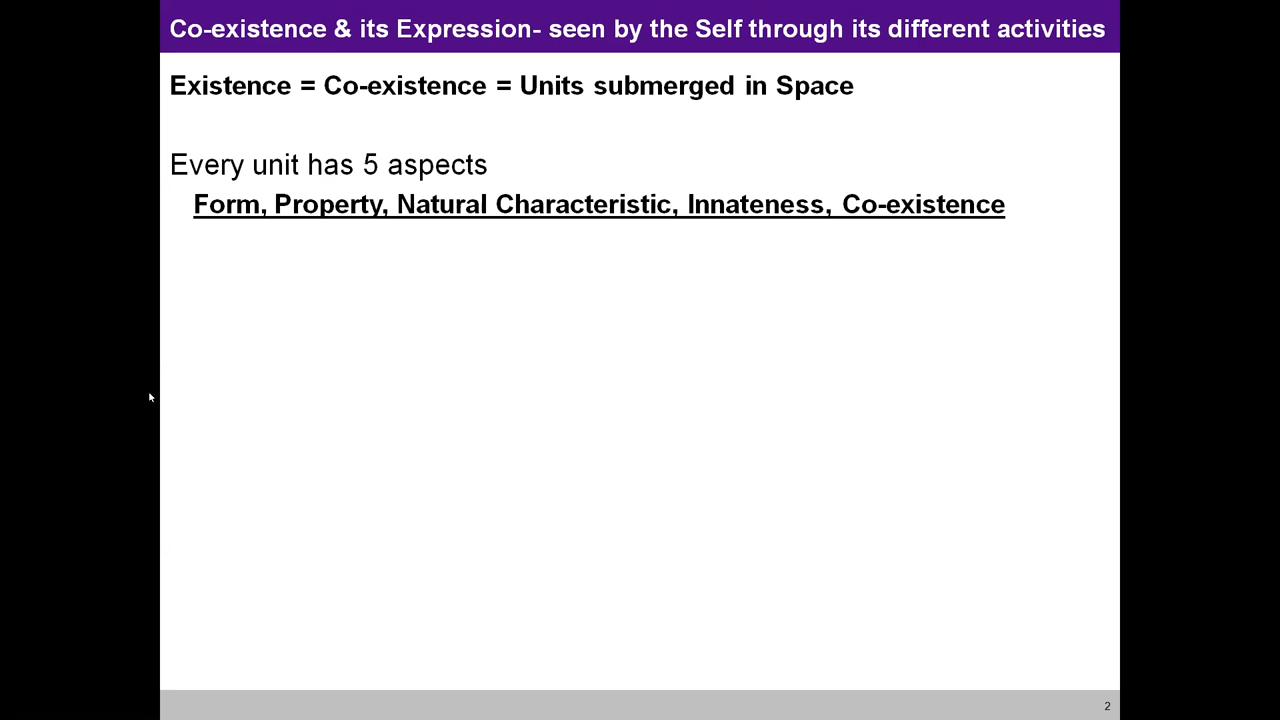 Co-existence & its Expression- seen by the Self through its different activities
Existence = Co-existence = Units submerged in Space
Every unit has 5 aspects
Form, Property, Natural Characteristic, Innateness, Co-existence
2